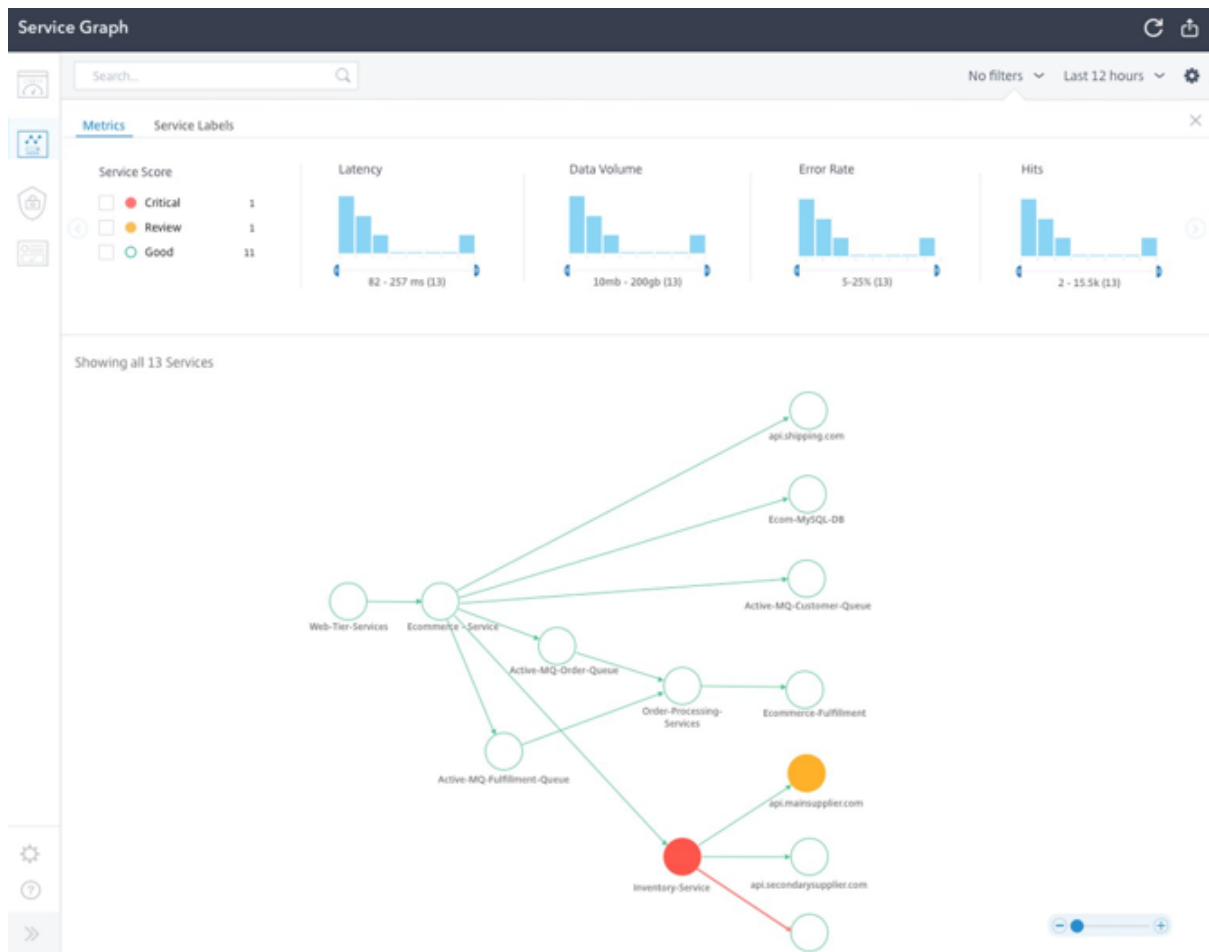 Service Graph
Search...
No filters
Last 12 hours
Metrics
Service Labels
Service Score
Critical 1
Review 1
Good 11
Latency
82 - 257 ms (13)
Data Volume
10mb - 200gb (13)
Error Rate
5-25% (13)
Hits
2 - 15.5k (13)
Showing all 13 Services
api.shipping.com
Ecom-MySQL-DB
Active-MQ-Customer-Queue
Web-Tier-Services
Ecommerce - Service
Active-MQ-Order-Queue
Order-Processing-
Services
Ecommerce-Fulfillment
Active-MQ-Fulfillment-Queue
api.mainsupplier.com
Inventory-Service
api.secondarysupplier.com